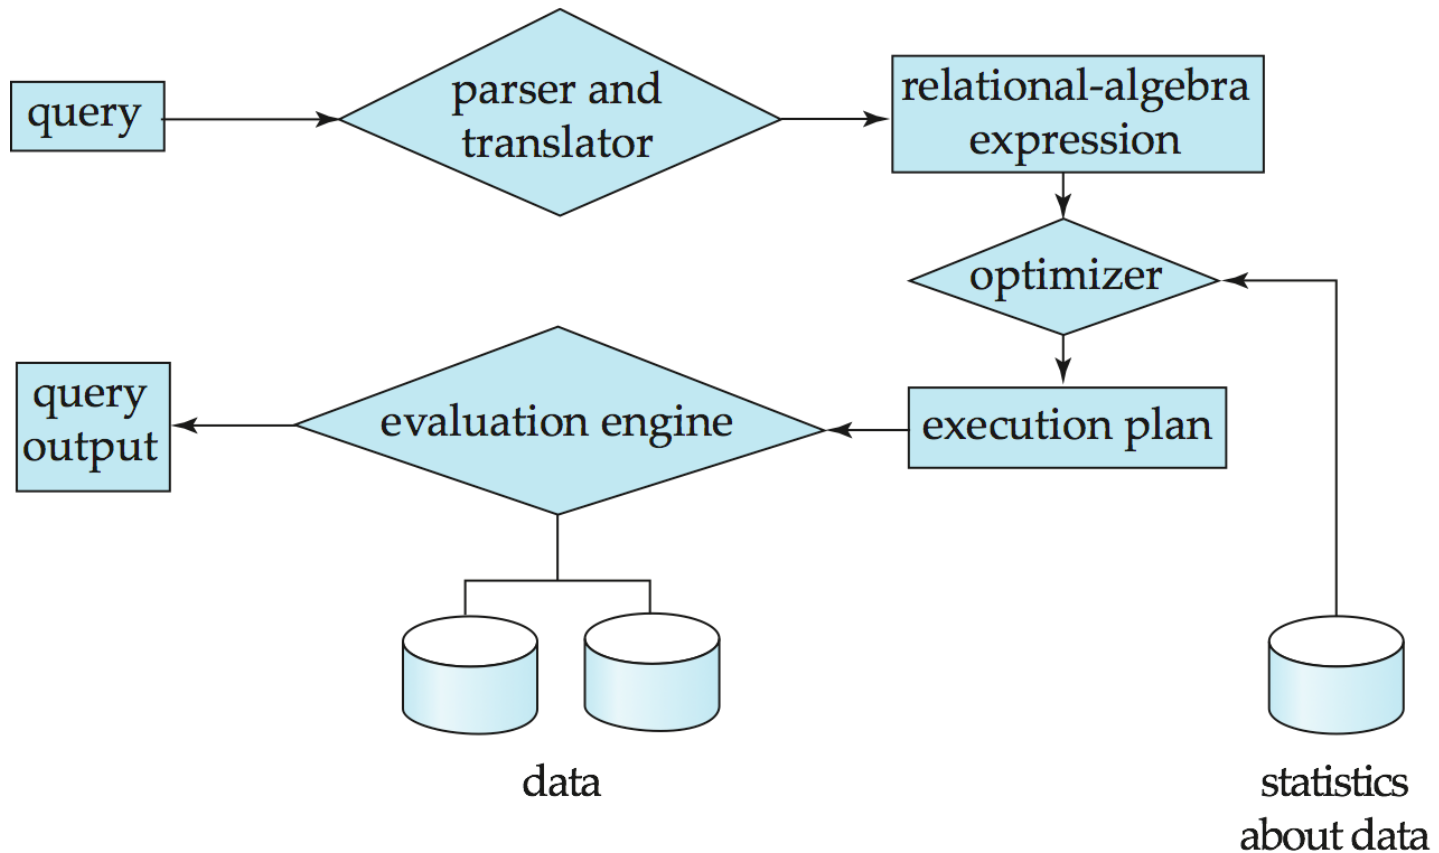 query
parser and
translator
relational-algebra
expression
optimizer
execution plan
evaluation engine
query
output
data
statistics
about data